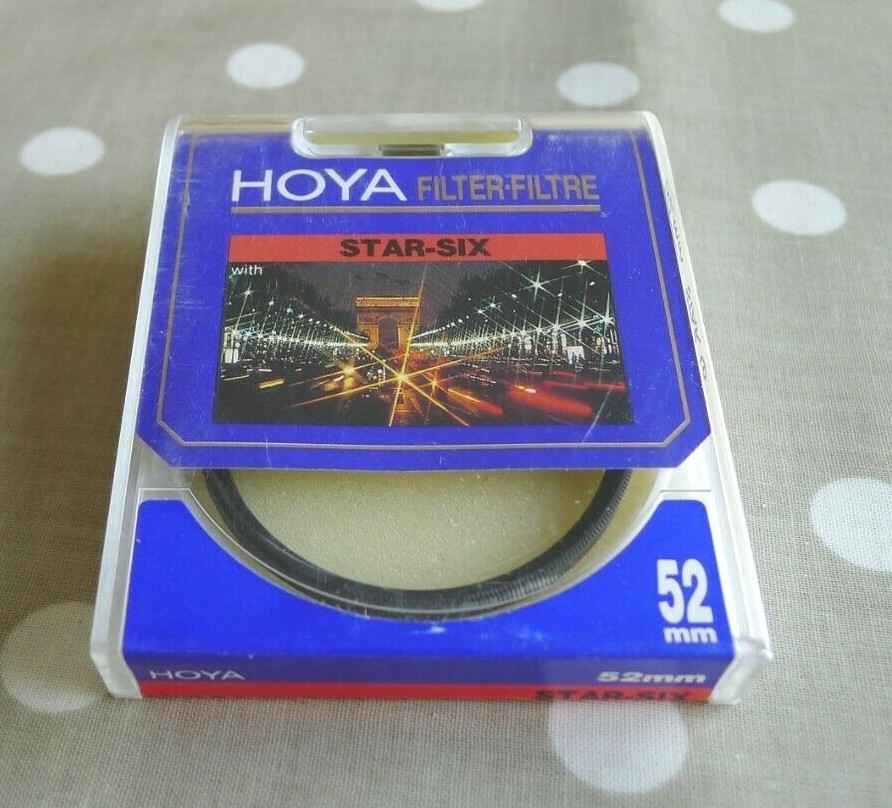 HOYA FILTER·FILTRE
STAR-SIX
with
52
mm
HOYA
52mm
STAR-SIX